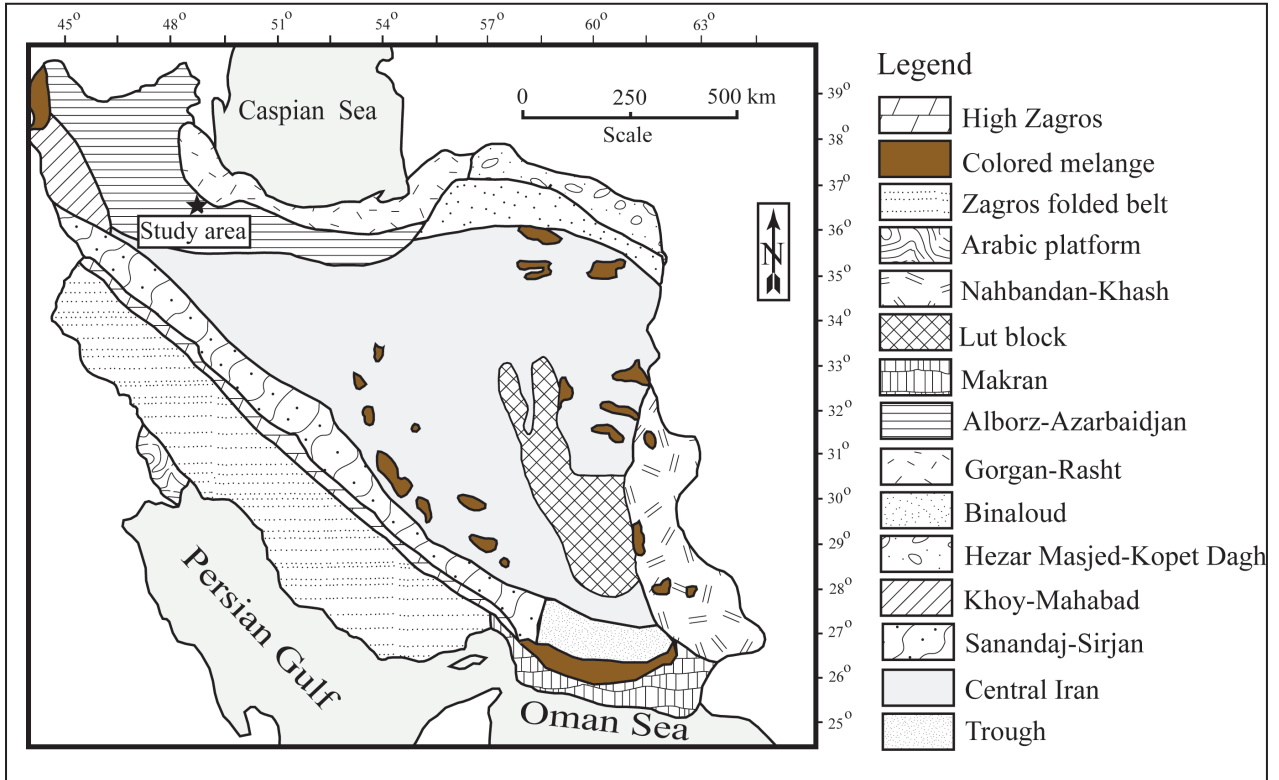 45° 48° 51° 54° 57° 60° 63°
Caspian Sea
0 250 500 km
Scale
39°
38°
37°
36°
35°
34°
33°
32°
31°
30°
29°
28°
27°
26°
25°
Study area
N
Persian Gulf
Oman Sea
Legend
High Zagros
Colored melange
Zagros folded belt
Arabic platform
Nahbandan-Khash
Lut block
Makran
Alborz-Azarbaidjan
Gorgan-Rasht
Binaloud
Hezar Masjed-Kopet Dagh
Khoy-Mahabad
Sanandaj-Sirjan
Central Iran
Trough